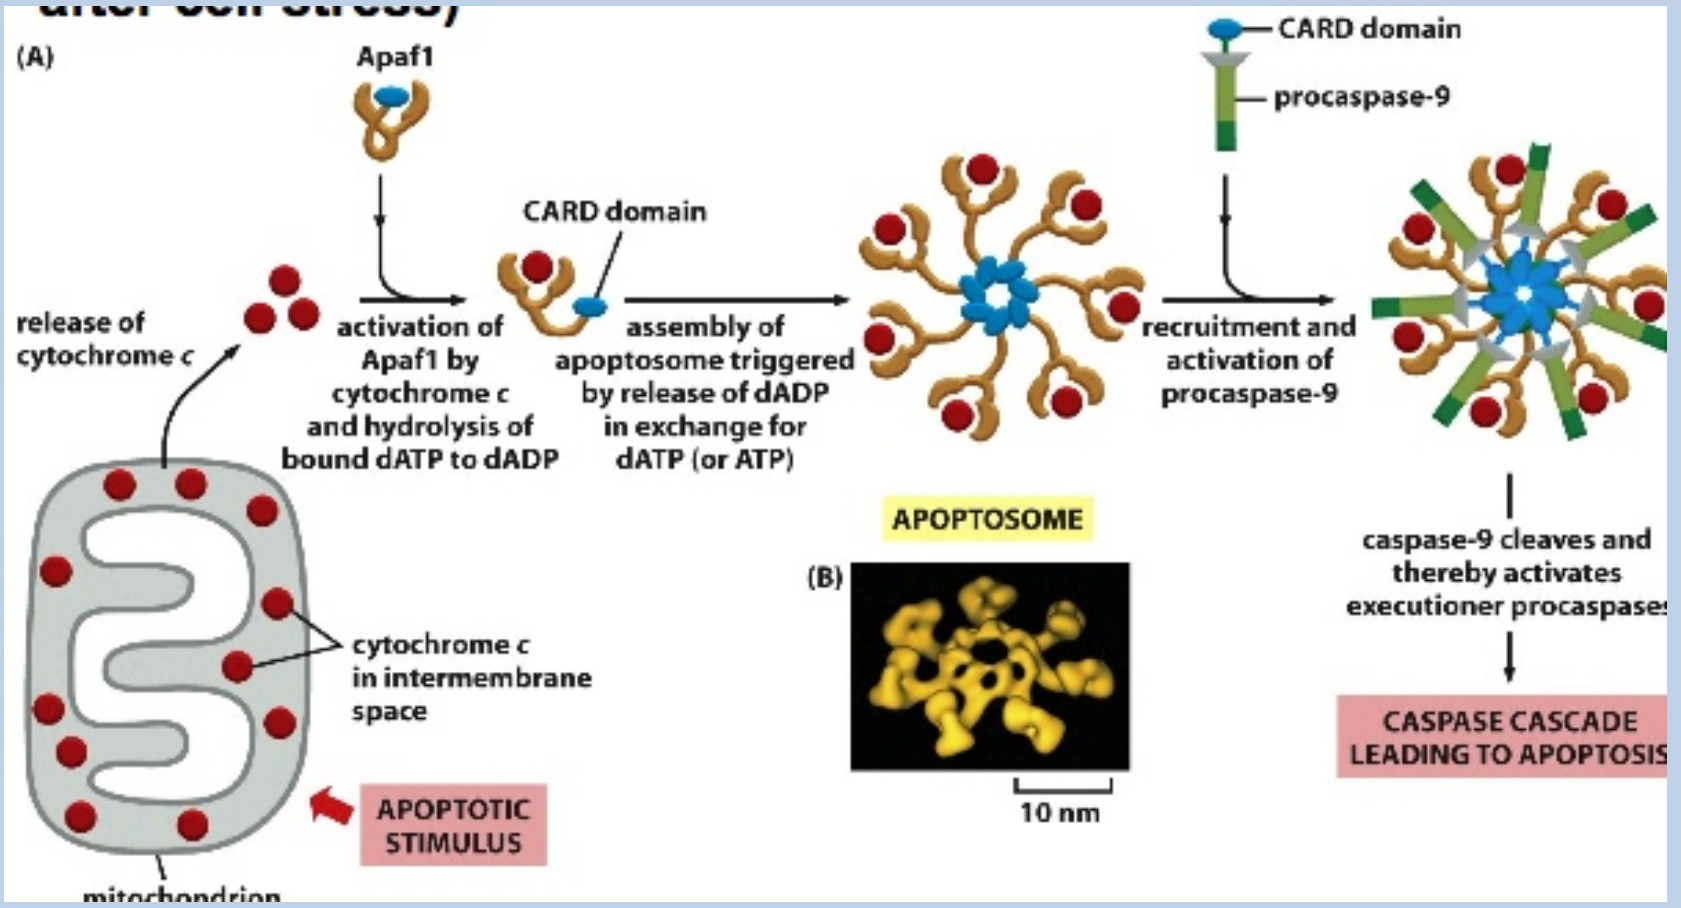 after cell stress)
(A)
Apaf1
CARD domain
procaspase-9
CARD domain
release of
cytochrome c
activation of
Apaf1 by
cytochrome c
and hydrolysis of
bound dATP to dADP
assembly of
apoptosome triggered
by release of dADP
in exchange for
dATP (or ATP)
recruitment and
activation of
procaspase-9
APOPTOSOME
(B)
10 nm
caspase-9 cleaves and
thereby activates
executioner procaspases
CASPASE CASCADE
LEADING TO APOPTOSIS
cytochrome c
in intermembrane
space
APOPTOTIC
STIMULUS
mitochondrion